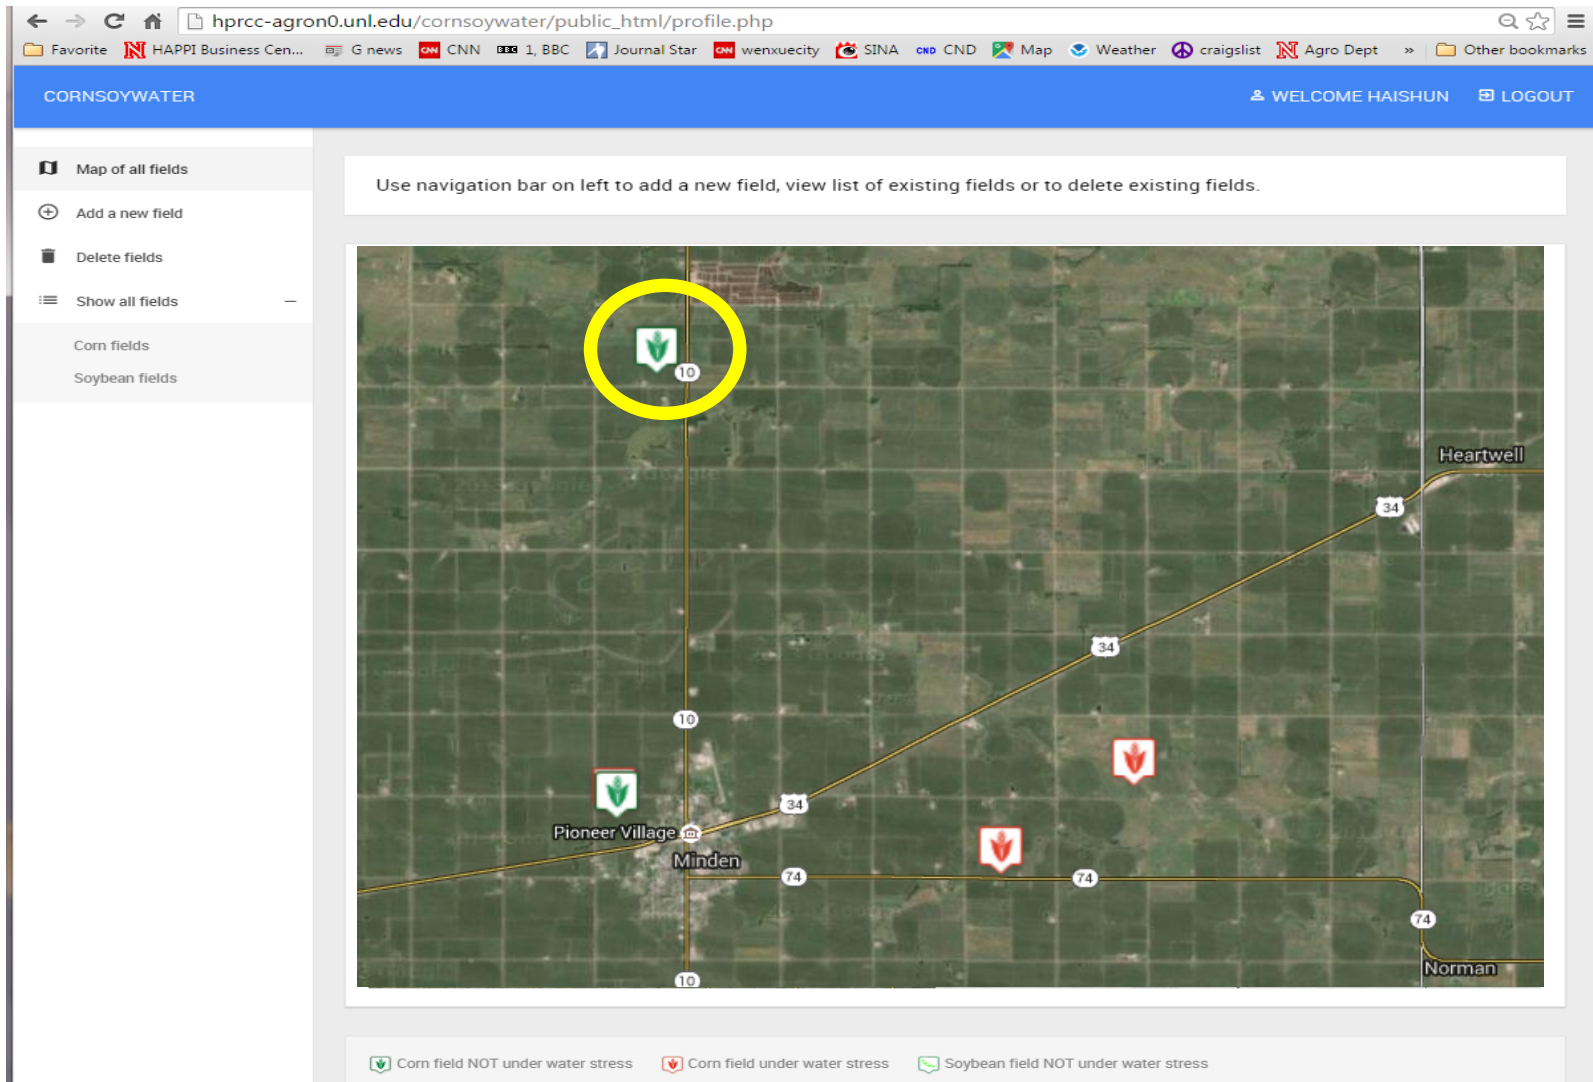 hprcc-agron0.unl.edu/cornsoywater/public_html/profile.php
Favorite HAPPI Business Cen... G news CNN CNN BBC 1, BBC Journal Star CNN wenxuecity SINA CND CND Map Weather craigslist Agro Dept » Other bookmarks
CORNSOYWATER WELCOME HAISHUN LOGOUT
Map of all fields
Add a new field
Delete fields
Show all fields
Corn fields
Soybean fields
Use navigation bar on left to add a new field, view list of existing fields or to delete existing fields.
10
Heartwell
34
34
10
34
Pioneer Village
Minden
74
74
74
Norman
10
Corn field NOT under water stress Corn field under water stress Soybean field NOT under water stress